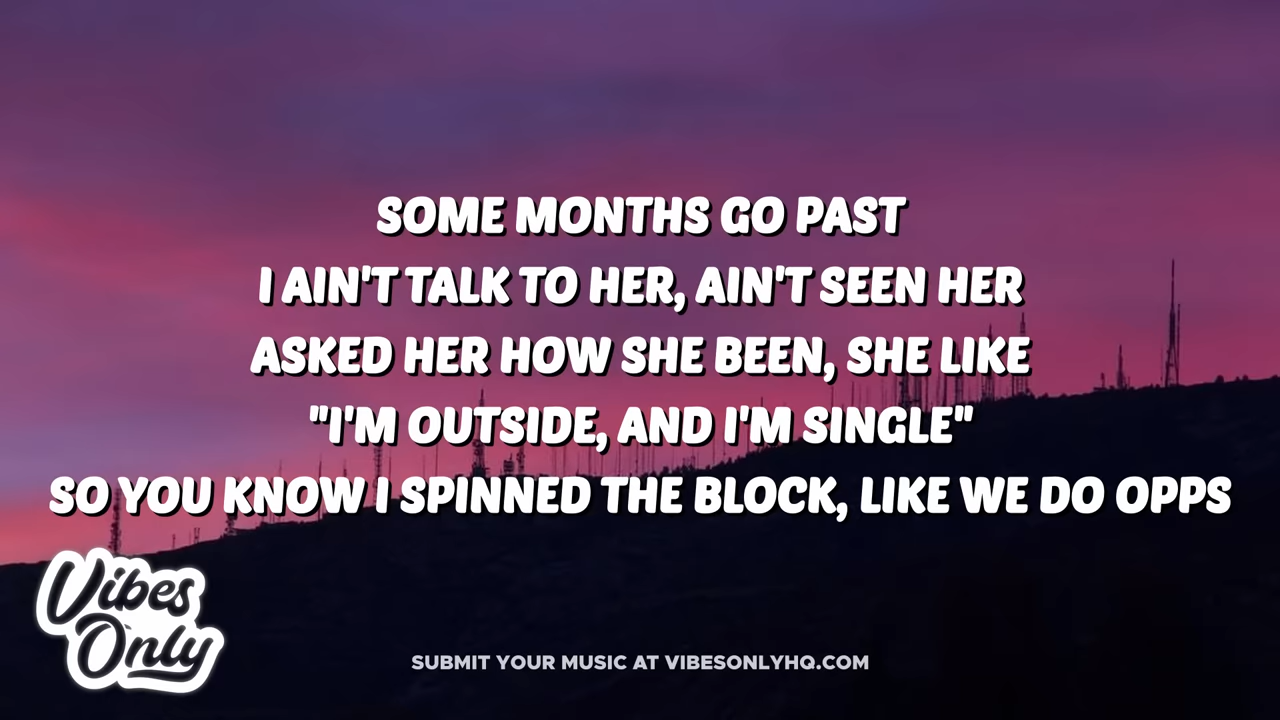 SOME MONTHS GO PAST
I AIN'T TALK TO HER, AIN'T SEEN HER
ASKED HER HOW SHE BEEN, SHE LIKE
"I'M OUTSIDE, AND I'M SINGLE"
SO YOU KNOW I SPINNED THE BLOCK, LIKE WE DO OPPS
Vibes
Only
SUBMIT YOUR MUSIC AT VIBESONLYHQ.COM